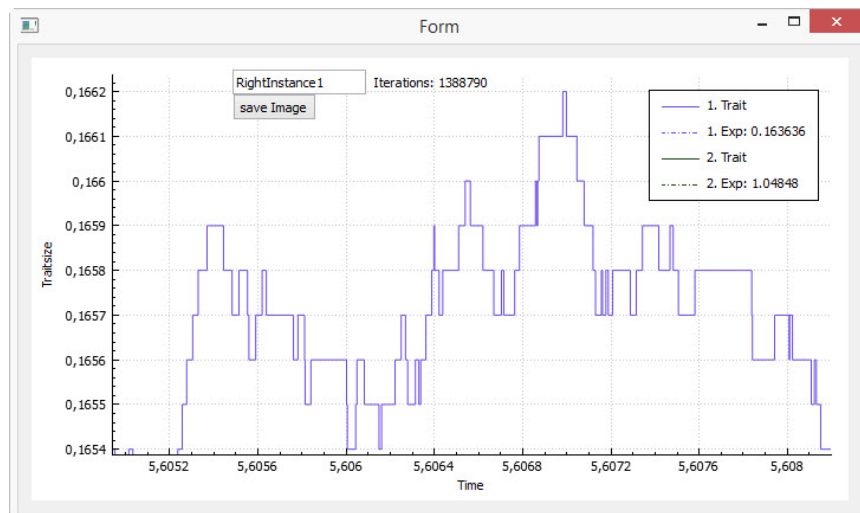 Form
RightInstance1 Iterations: 1388790
save Image
1. Trait
1. Exp: 0.163636
2. Trait
2. Exp: 1.04848
0,1662
0,1661
0,166
0,1659
0,1658
0,1657
0,1656
0,1655
0,1654
Traitsize
5,6052 5,6056 5,606 5,6064 5,6068 5,6072 5,6076 5,608
Time